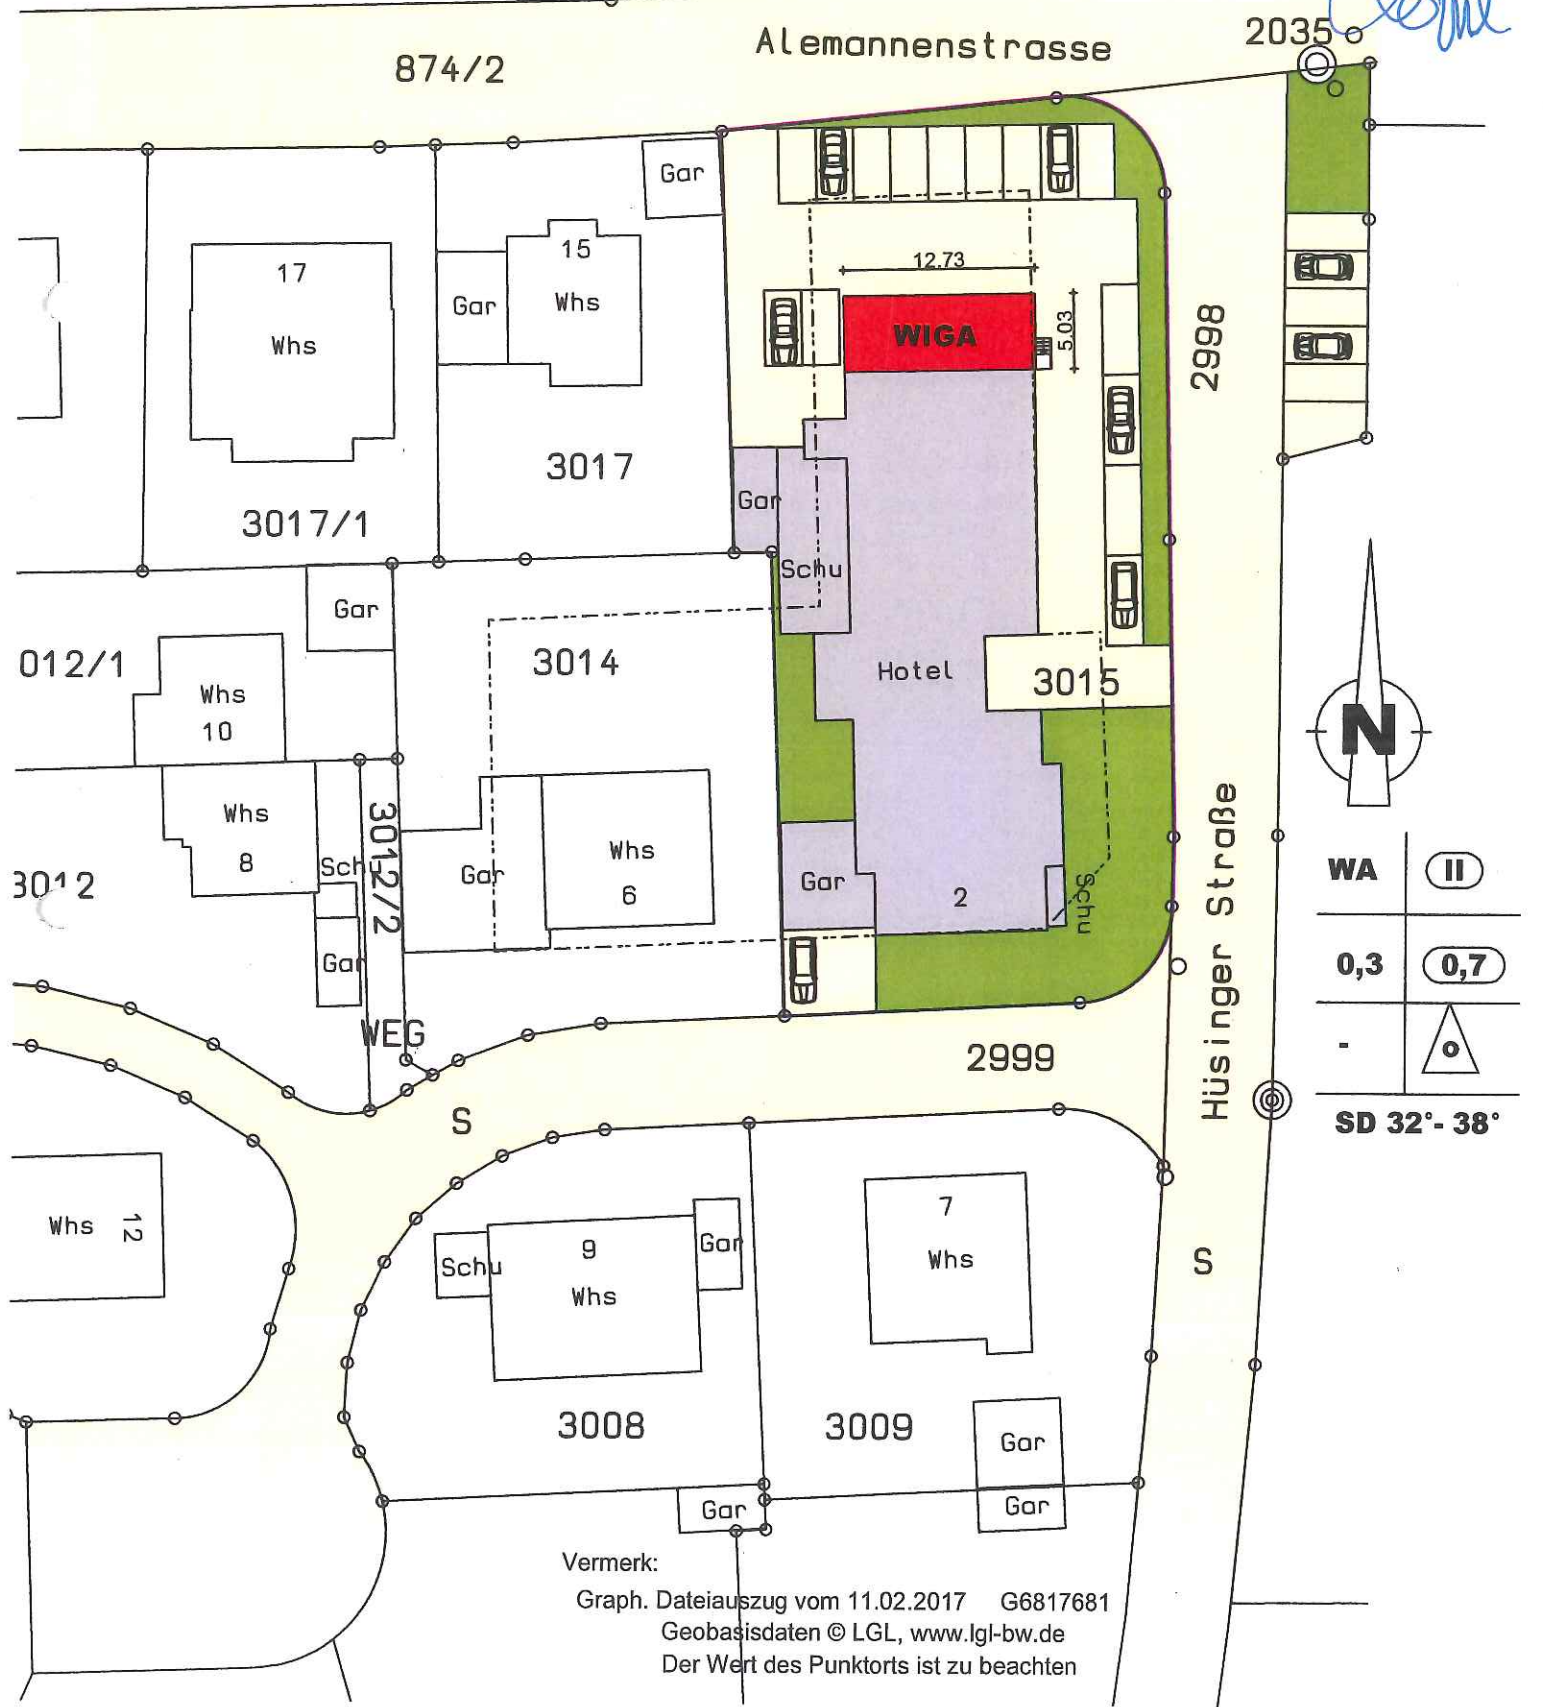 2035
Alemannenstrasse
874/2
Gar
17
Whs
15
Whs
Gar
12.73
WIGA
5.03
2998
3017
3017/1
Gar
Schu
Gar
012/1
3014
Hotel
3015
Whs
10
N
Whs
8
Schu
3012/2
3012
Gar
Whs
6
Gar
2
Schu
Gar
Hüsinger Straße
WA
II
0,3
0,7
-
o
SD 32°- 38°
WEG
2999
S
Whs
12
Schu
9
Whs
Gar
7
Whs
S
3008
3009
Gar
Gar
Gar
Vermerk:
Graph. Dateiauszug vom 11.02.2017 G6817681
Geobasisdaten © LGL, www.lgl-bw.de
Der Wert des Punktorts ist zu beachten